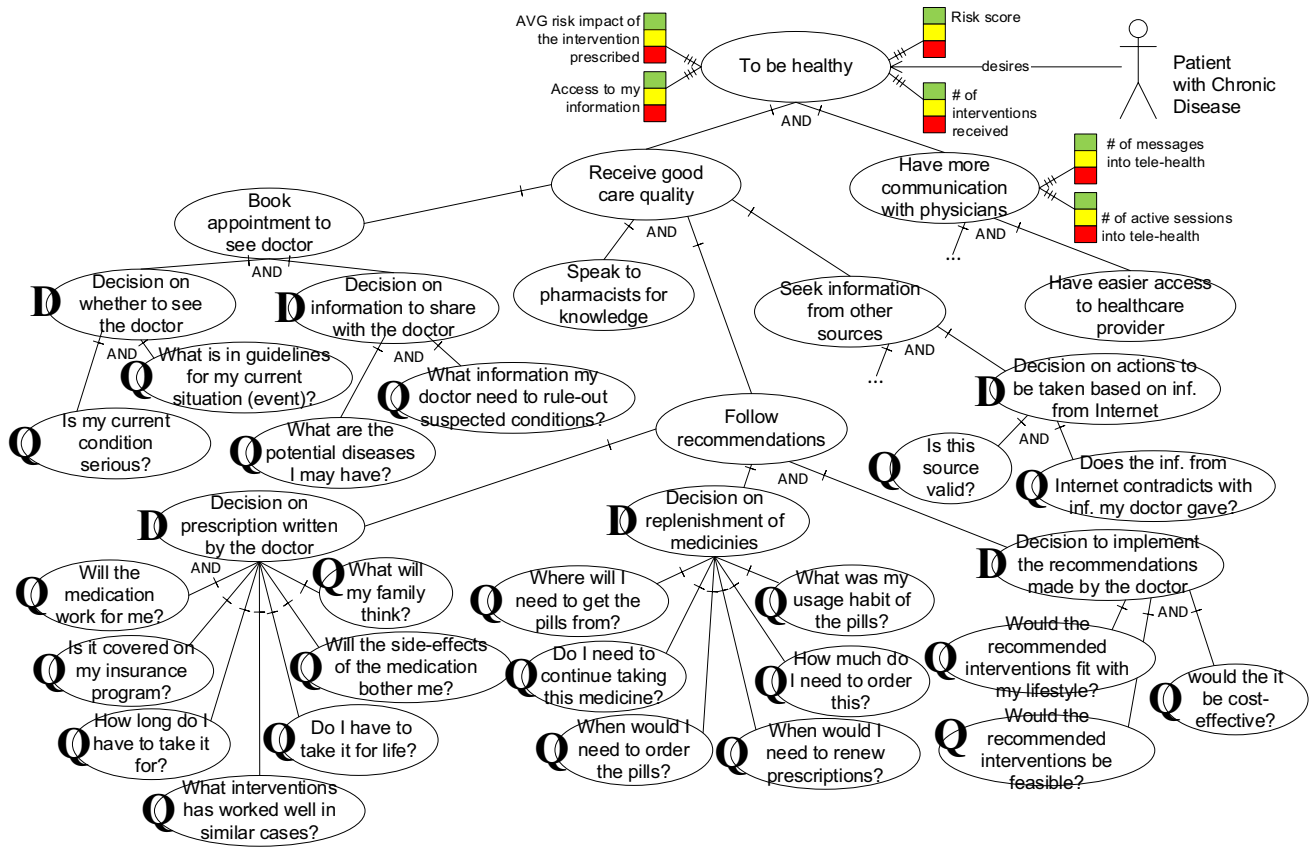 AVG risk impact of
the intervention
prescribed
Risk score
To be healthy
desires
Patient
with Chronic
Disease
Access to my
information
# of
interventions
received
AND
# of messages
into tele-health
Receive good
care quality
Have more
communication
with physicians
Book
appointment to
see doctor
# of active sessions
into tele-health
AND
AND
...
AND
Speak to
pharmacists for
knowledge
Seek information
from other
sources
Have easier access
to healthcare
provider
D
Decision on
whether to see
the doctor
D
Decision on
information to share
with the doctor
AND
AND
AND
...
Q
What is in guidelines
for my current
situation (event)?
Q
What information my
doctor need to rule-out
suspected conditions?
D
Decision on actions to
be taken based on inf.
from Internet
Q
Is my current
condition
serious?
Q
What are the
potential diseases
I may have?
Follow
recommendations
AND
Q
Is this
source
valid?
Q
Does the inf. from
Internet contradicts with
inf. my doctor gave?
AND
D
Decision on
prescription written
by the doctor
D
Decision on
replenishment of
medicinies
D
Decision to implement
the recommendations
made by the doctor
AND
Q
Will the
medication
work for me?
Q
What will
my family
think?
Q
Where will I
need to get the
pills from?
Q
What was my
usage habit of
the pills?
AND
Q
Is it covered on
my insurance
program?
Q
Will the side-effects
of the medication
bother me?
Q
Do I need to
continue taking
this medicine?
Q
How much do
I need to order
this?
Q
Would the
recommended
interventions fit with
my lifestyle?
Q
would the it
be cost-
effective?
Q
How long do I
have to take it
for?
Q
Do I have to
take it for life?
Q
When would I
need to order
the pills?
Q
When would I
need to renew
prescriptions?
Q
Would the
recommended
interventions be
feasible?
Q
What interventions
has worked well in
similar cases?